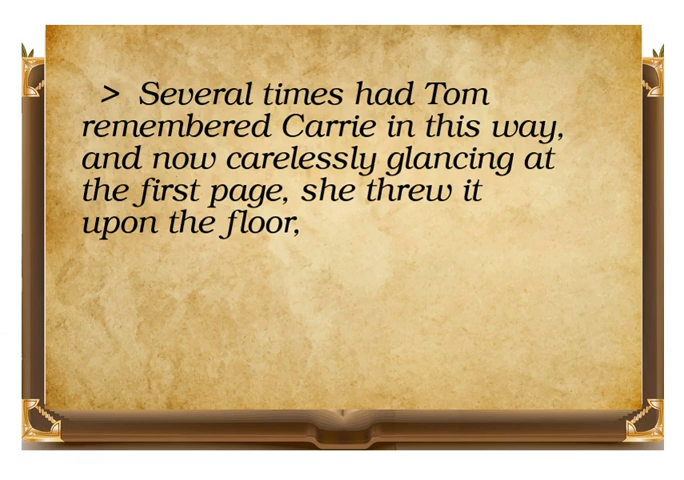 > Several times had Tom
remembered Carrie in this way,
and now carelessly glancing at
the first page, she threw it
upon the floor,